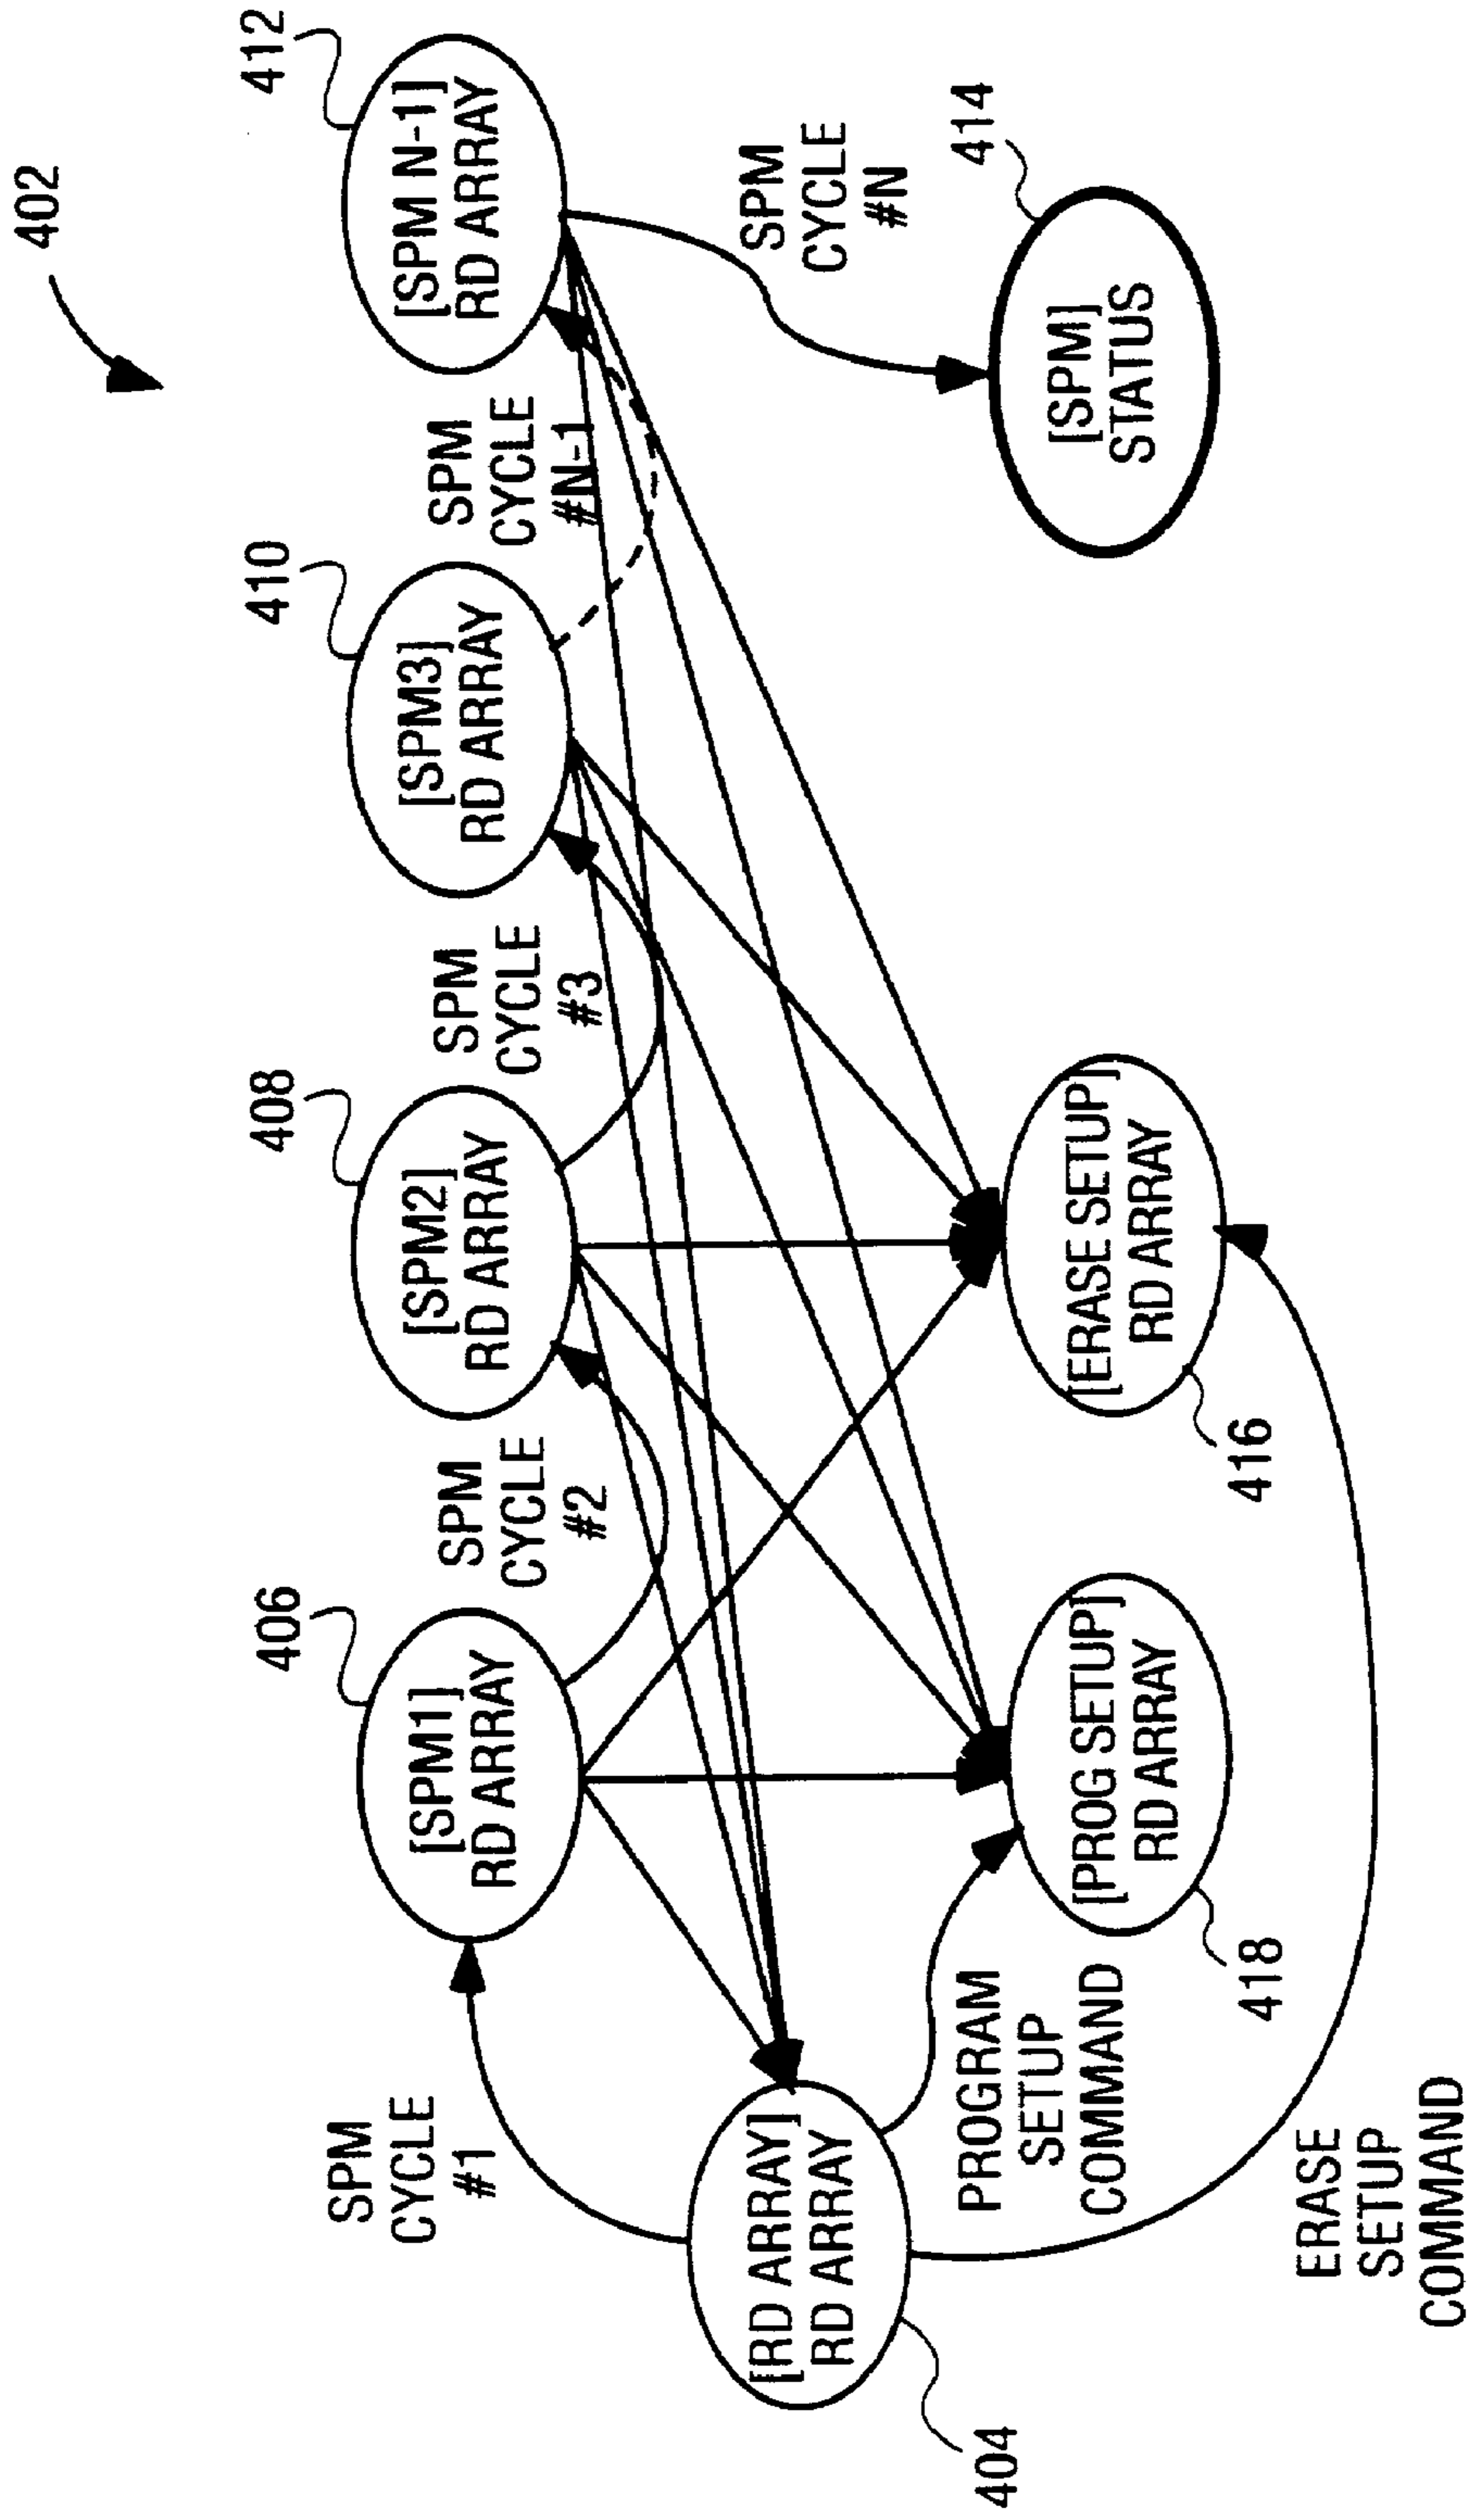 402
412
[SPM N-1]
RD ARRAY
410
[SPM3]
RD ARRAY
408
[SPM2]
RD ARRAY
406
[SPM1]
RD ARRAY
SPM
CYCLE
#1
SPM
CYCLE
#2
SPM
CYCLE
#3
SPM
CYCLE
#N-1
SPM
CYCLE
#N
414
[SPM]
STATUS
[RD ARRAY]
RD ARRAY
404
PROGRAM
SETUP
COMMAND
[PROG SETUP]
RD ARRAY
418
[ERASE SETUP]
RD ARRAY
416
ERASE
SETUP
COMMAND